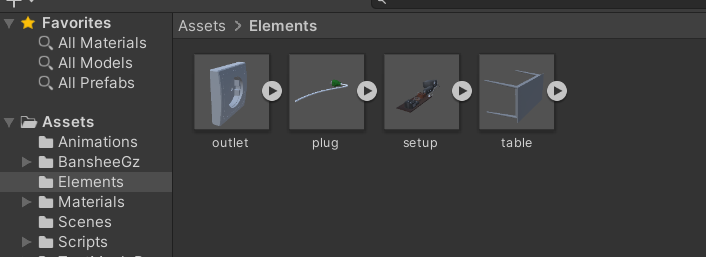 Favorites
All Materials
All Models
All Prefabs
Assets
Animations
BansheeGz
Elements
Materials
Scenes
Scripts
Assets > Elements
outlet
plug
setup
table